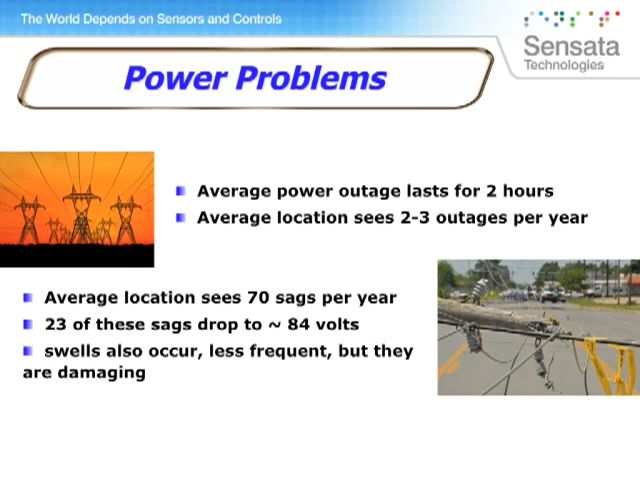 The World Depends on Sensors and Controls
Sensata
Technologies
Power Problems
Average power outage lasts for 2 hours
Average location sees 2-3 outages per year
Average location sees 70 sags per year
23 of these sags drop to ~ 84 volts
swells also occur, less frequent, but they
are damaging